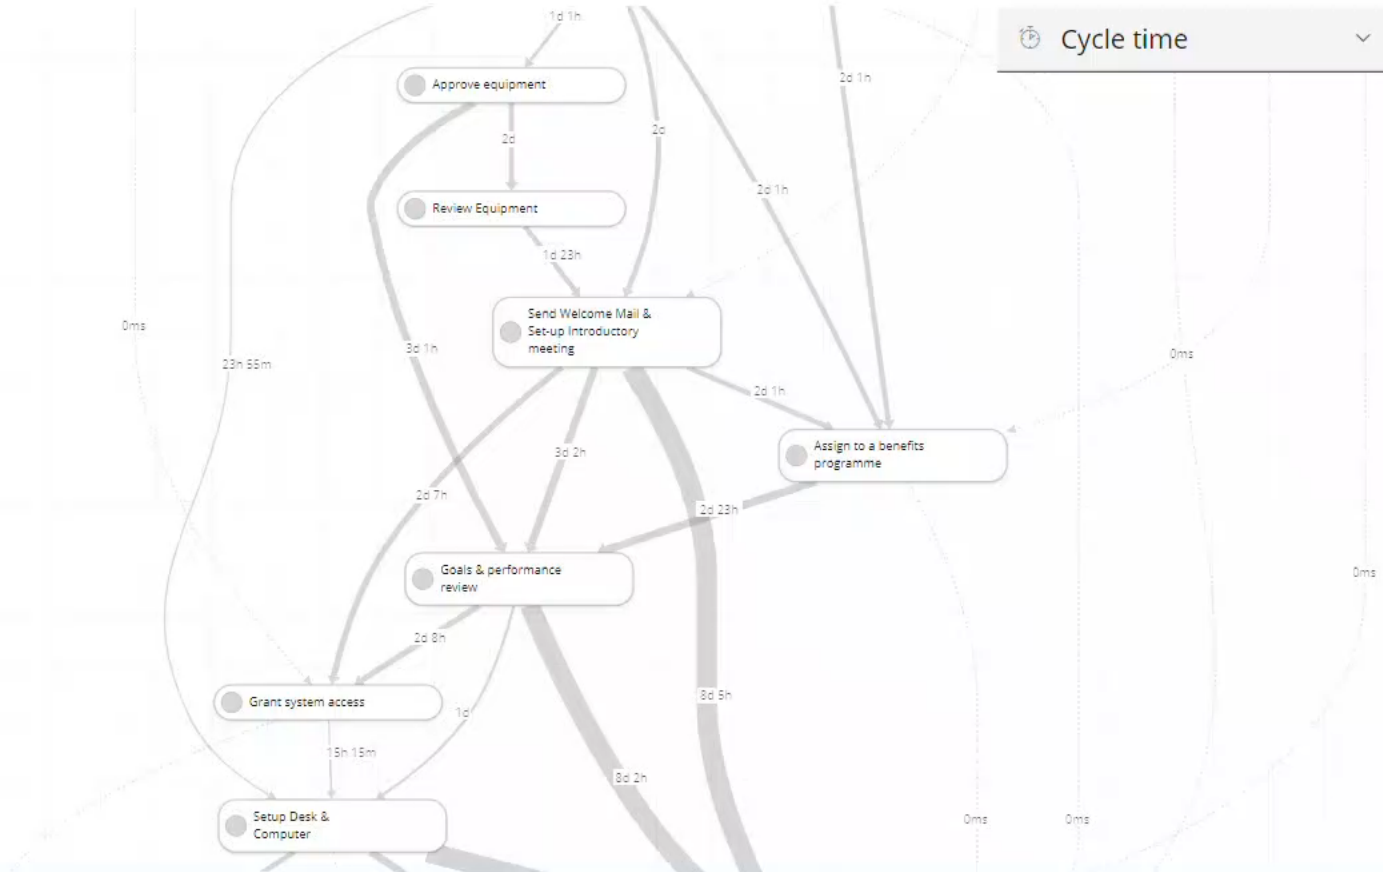 1d 1h
Cycle time
2d 1h
Approve equipment
2d
2d
2d 1h
Review Equipment
1d 23h
Send Welcome Mail &
Set-up Introductory
meeting
0ms
3d 1h
0ms
23h 55m
2d 1h
Assign to a benefits
programme
3d 2h
2d 7h
2d 23h
Goals & performance
review
0ms
2d 8h
8d 5h
Grant system access
1d
15h 15m
8d 2h
Setup Desk &
Computer
0ms
0ms